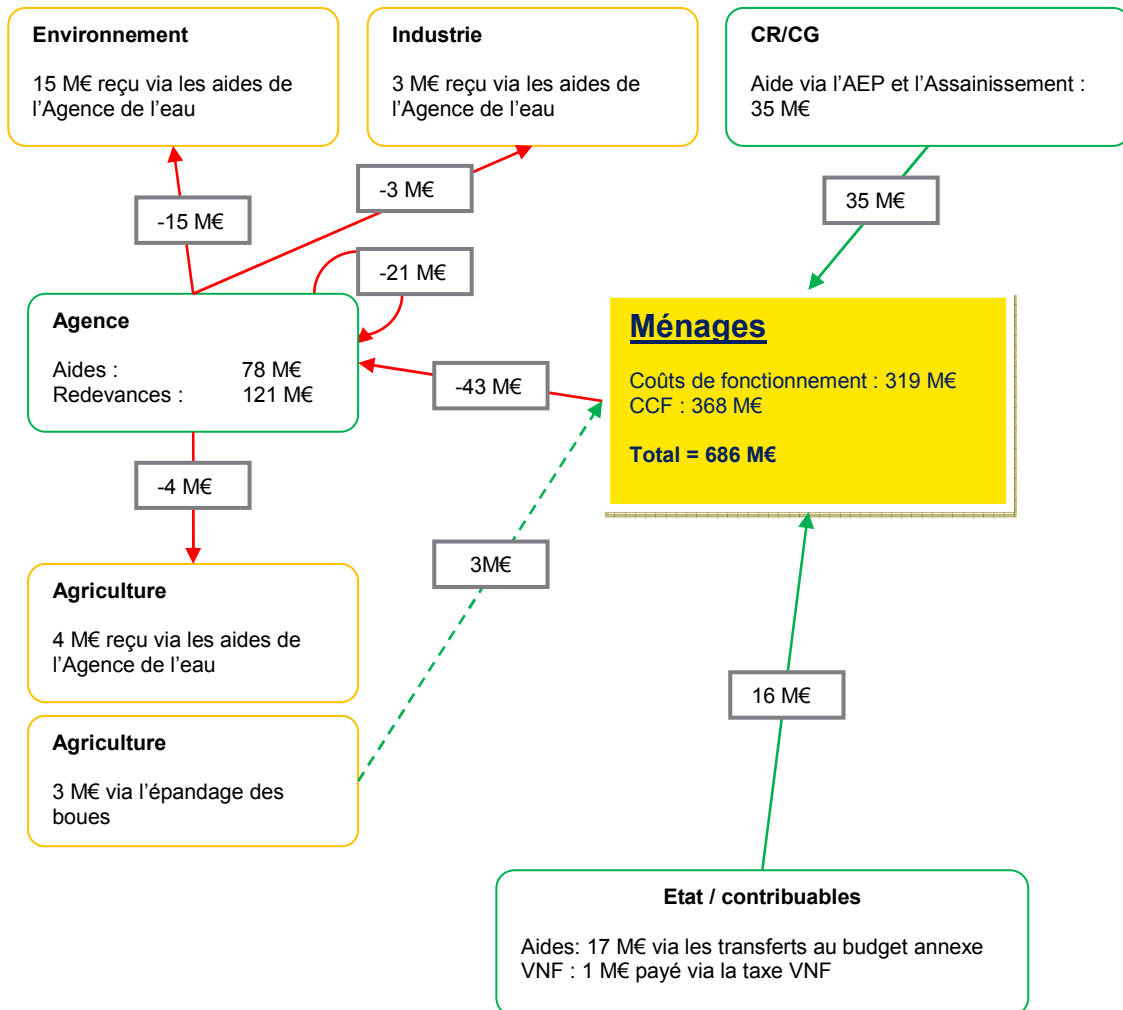 Environnement
15 M€ reçu via les aides de
l'Agence de l'eau
Industrie
3 M€ reçu via les aides de
l'Agence de l'eau
CR/CG
Aide via l'AEP et l'Assainissement :
35 M€
-15 M€
-3 M€
35 M€
-21 M€
Agence
Aides : 78 M€
Redevances : 121 M€
-43 M€
Ménages
Coûts de fonctionnement : 319 M€
CCF : 368 M€
Total = 686 M€
-4 M€
3M€
Agriculture
4 M€ reçu via les aides de
l'Agence de l'eau
16 M€
Agriculture
3 M€ via l'épandage des
boues
Etat / contribuables
Aides: 17 M€ via les transferts au budget annexe
VNF : 1 M€ payé via la taxe VNF